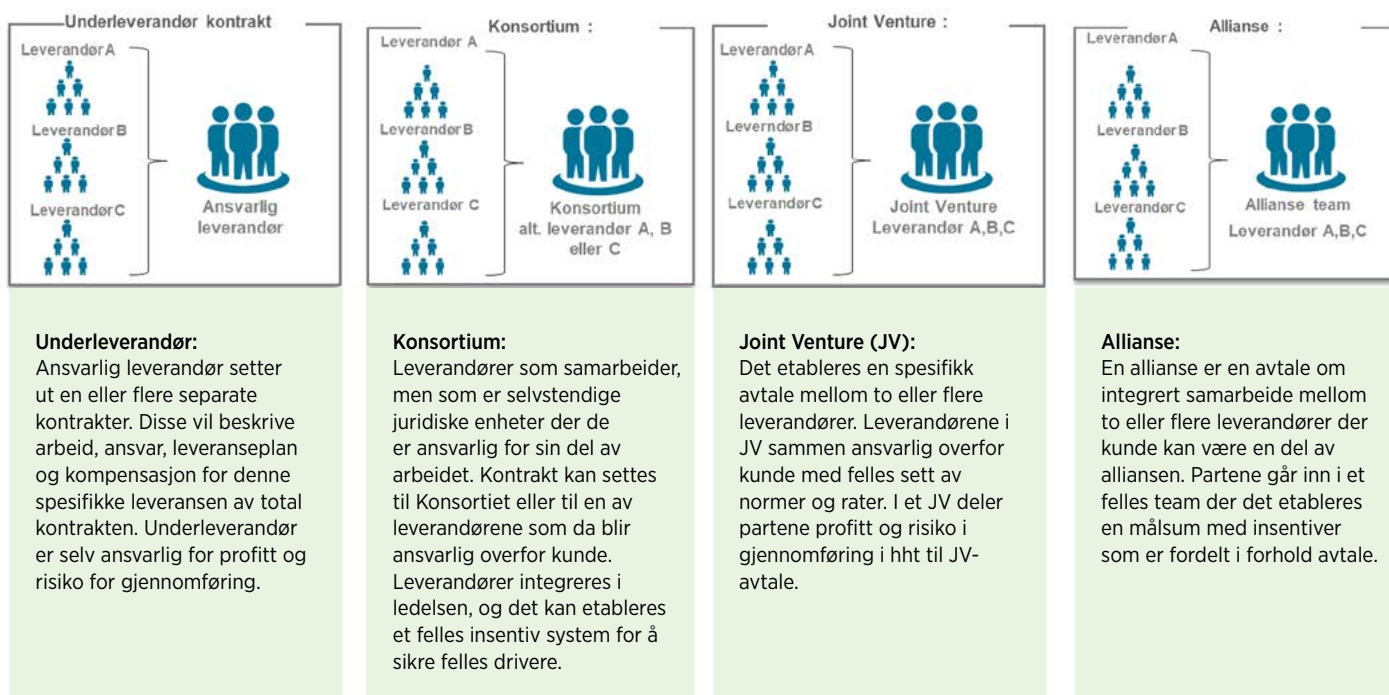 Underleverandør kontrakt
Leverandør A
Leverandør B
Leverandør C
Ansvarlig
leverandør
Konsortium :
Leverandør A
Leverandør B
Leverandør C
Konsortium
alt. leverandør A, B
eller C
Joint Venture :
Leverandør A
Leverndør B
Leverandør C
Joint Venture
Leverandør A,B,C
Allianse :
Leverandør A
Leverandør B
Leverandør C
Allianse team
Leverandør A,B,C
Underleverandør:
Ansvarlig leverandør setter
ut en eller flere separate
kontrakter. Disse vil beskrive
arbeid, ansvar, leveranseplan
og kompensasjon for denne
spesifikke leveransen av total
kontrakten. Underleverandør
er selv ansvarlig for profitt og
risiko for gjennomføring.
Konsortium:
Leverandører som samarbeider,
men som er selvstendige
juridiske enheter der de
er ansvarlig for sin del av
arbeidet. Kontrakt kan settes
til Konsortiet eller til en av
leverandørene som da blir
ansvarlig overfor kunde.
Leverandører integreres i
ledelsen, og det kan etableres
et felles insentiv system for å
sikre felles drivere.
Joint Venture (JV):
Det etableres en spesifikk
avtale mellom to eller flere
leverandører. Leverandørene i
JV sammen ansvarlig overfor
kunde med felles sett av
normer og rater. I et JV deler
partene profitt og risiko i
gjennomføring i hht til JV-
avtale.
Allianse:
En allianse er en avtale om
integrert samarbeide mellom
to eller flere leverandører der
kunde kan være en del av
alliansen. Partene går inn i et
felles team der det etableres
en målsum med insentiver
som er fordelt i forhold avtale.